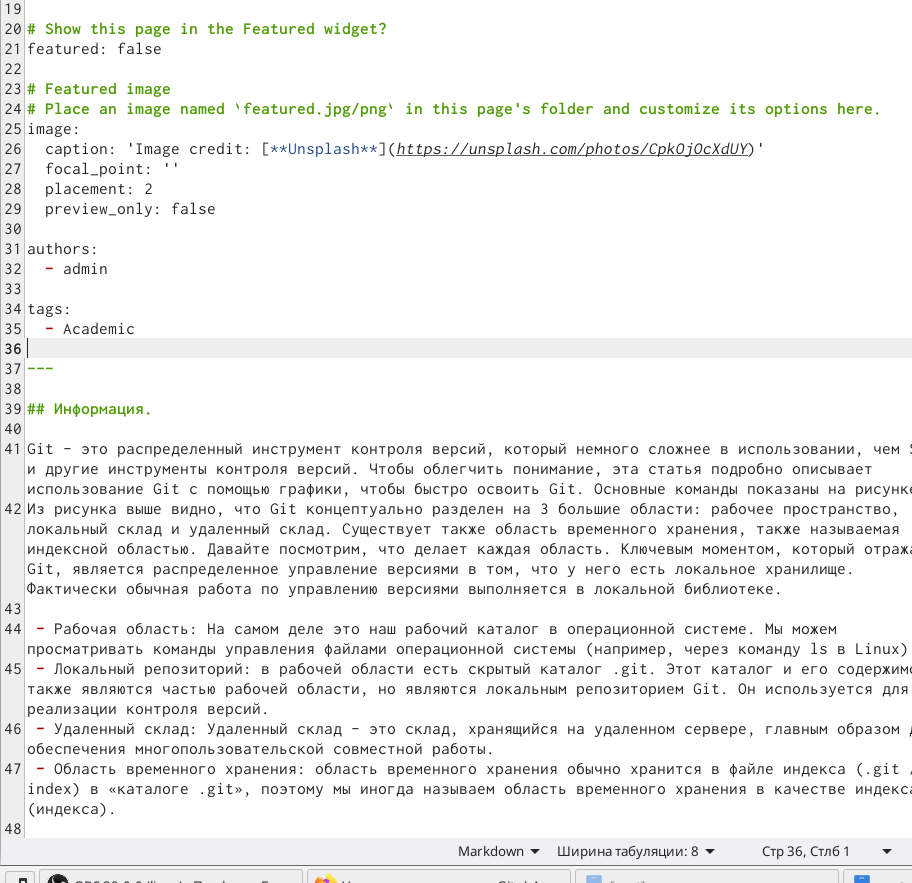 19
20 # Show this page in the Featured widget?
21 featured: false
22
23 # Featured image
24 # Place an image named `featured.jpg/png` in this page's folder and customize its options here.
25 image:
26   caption: 'Image credit: [**Unsplash**](https://unsplash.com/photos/CpkOjOcXdUY)'
27   focal_point: ''
28   placement: 2
29   preview_only: false
30
31 authors:
32   - admin
33
34 tags:
35   - Academic
36
37 ---
38
39 ## Информация.
40
41 Git – это распределенный инструмент контроля версий, который немного сложнее в использовании, чем
и другие инструменты контроля версий. Чтобы облегчить понимание, эта статья подробно описывает
использование Git с помощью графики, чтобы быстро освоить Git. Основные команды показаны на рисунке
42 Из рисунка выше видно, что Git концептуально разделен на 3 большие области: рабочее пространство,
локальный склад и удаленный склад. Существует также область временного хранения, также называемая
индексной областью. Давайте посмотрим, что делает каждая область. Ключевым моментом, который отража
Git, является распределенное управление версиями в том, что у него есть локальное хранилище.
Фактически обычная работа по управлению версиями выполняется в локальной библиотеке.
43
44  - Рабочая область: На самом деле это наш рабочий каталог в операционной системе. Мы можем
просматривать команды управления файлами операционной системы (например, через команду ls в Linux)
45  - Локальный репозиторий: в рабочей области есть скрытый каталог .git. Этот каталог и его содержимо
также являются частью рабочей области, но являются локальным репозиторием Git. Он используется для
реализации контроля версий.
46  - Удаленный склад: Удаленный склад – это склад, хранящийся на удаленном сервере, главным образом
обеспечения многопользовательской совместной работы.
47  - Область временного хранения: область временного хранения обычно хранится в файле индекса (.git /
index) в «каталоге .git», поэтому мы иногда называем область временного хранения в качестве индекса
(индекса).
48
Markdown Ширина табуляции: 8 Стр 36, Стлб 1